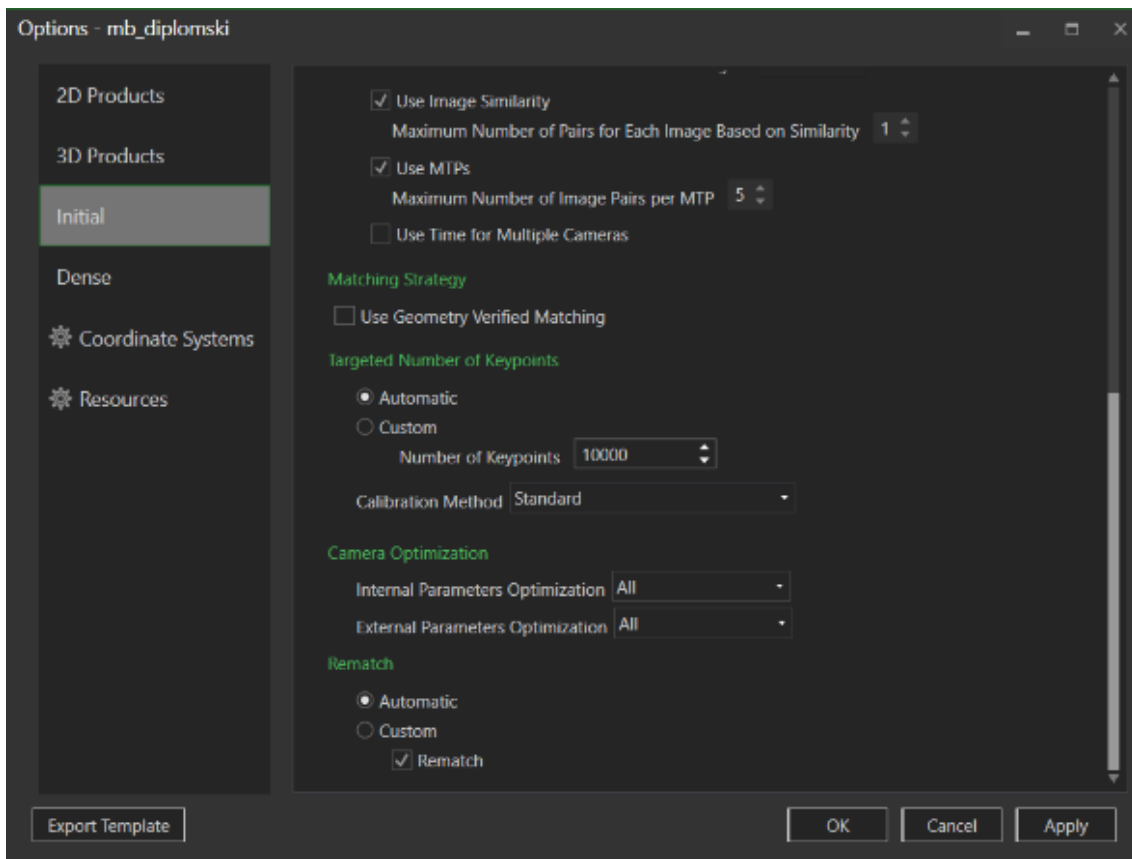 Options - mb_diplomski
2D Products
3D Products
Initial
Dense
Coordinate Systems
Resources
Use Image Similarity
Maximum Number of Pairs for Each Image Based on Similarity 1
Use MTPs
Maximum Number of Image Pairs per MTP 5
Use Time for Multiple Cameras
Matching Strategy
Use Geometry Verified Matching
Targeted Number of Keypoints
Automatic
Custom
Number of Keypoints 10000
Calibration Method Standard
Camera Optimization
Internal Parameters Optimization All
External Parameters Optimization All
Rematch
Automatic
Custom
Rematch
Export Template
OK Cancel Apply